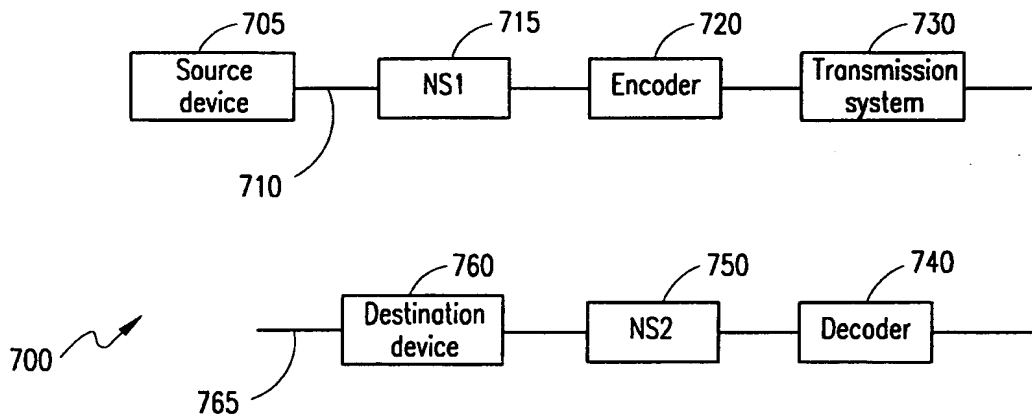 705
715
720
730
Source
device
NS1
Encoder
Transmission
system
710
760
750
740
Destination
device
NS2
Decoder
700
765